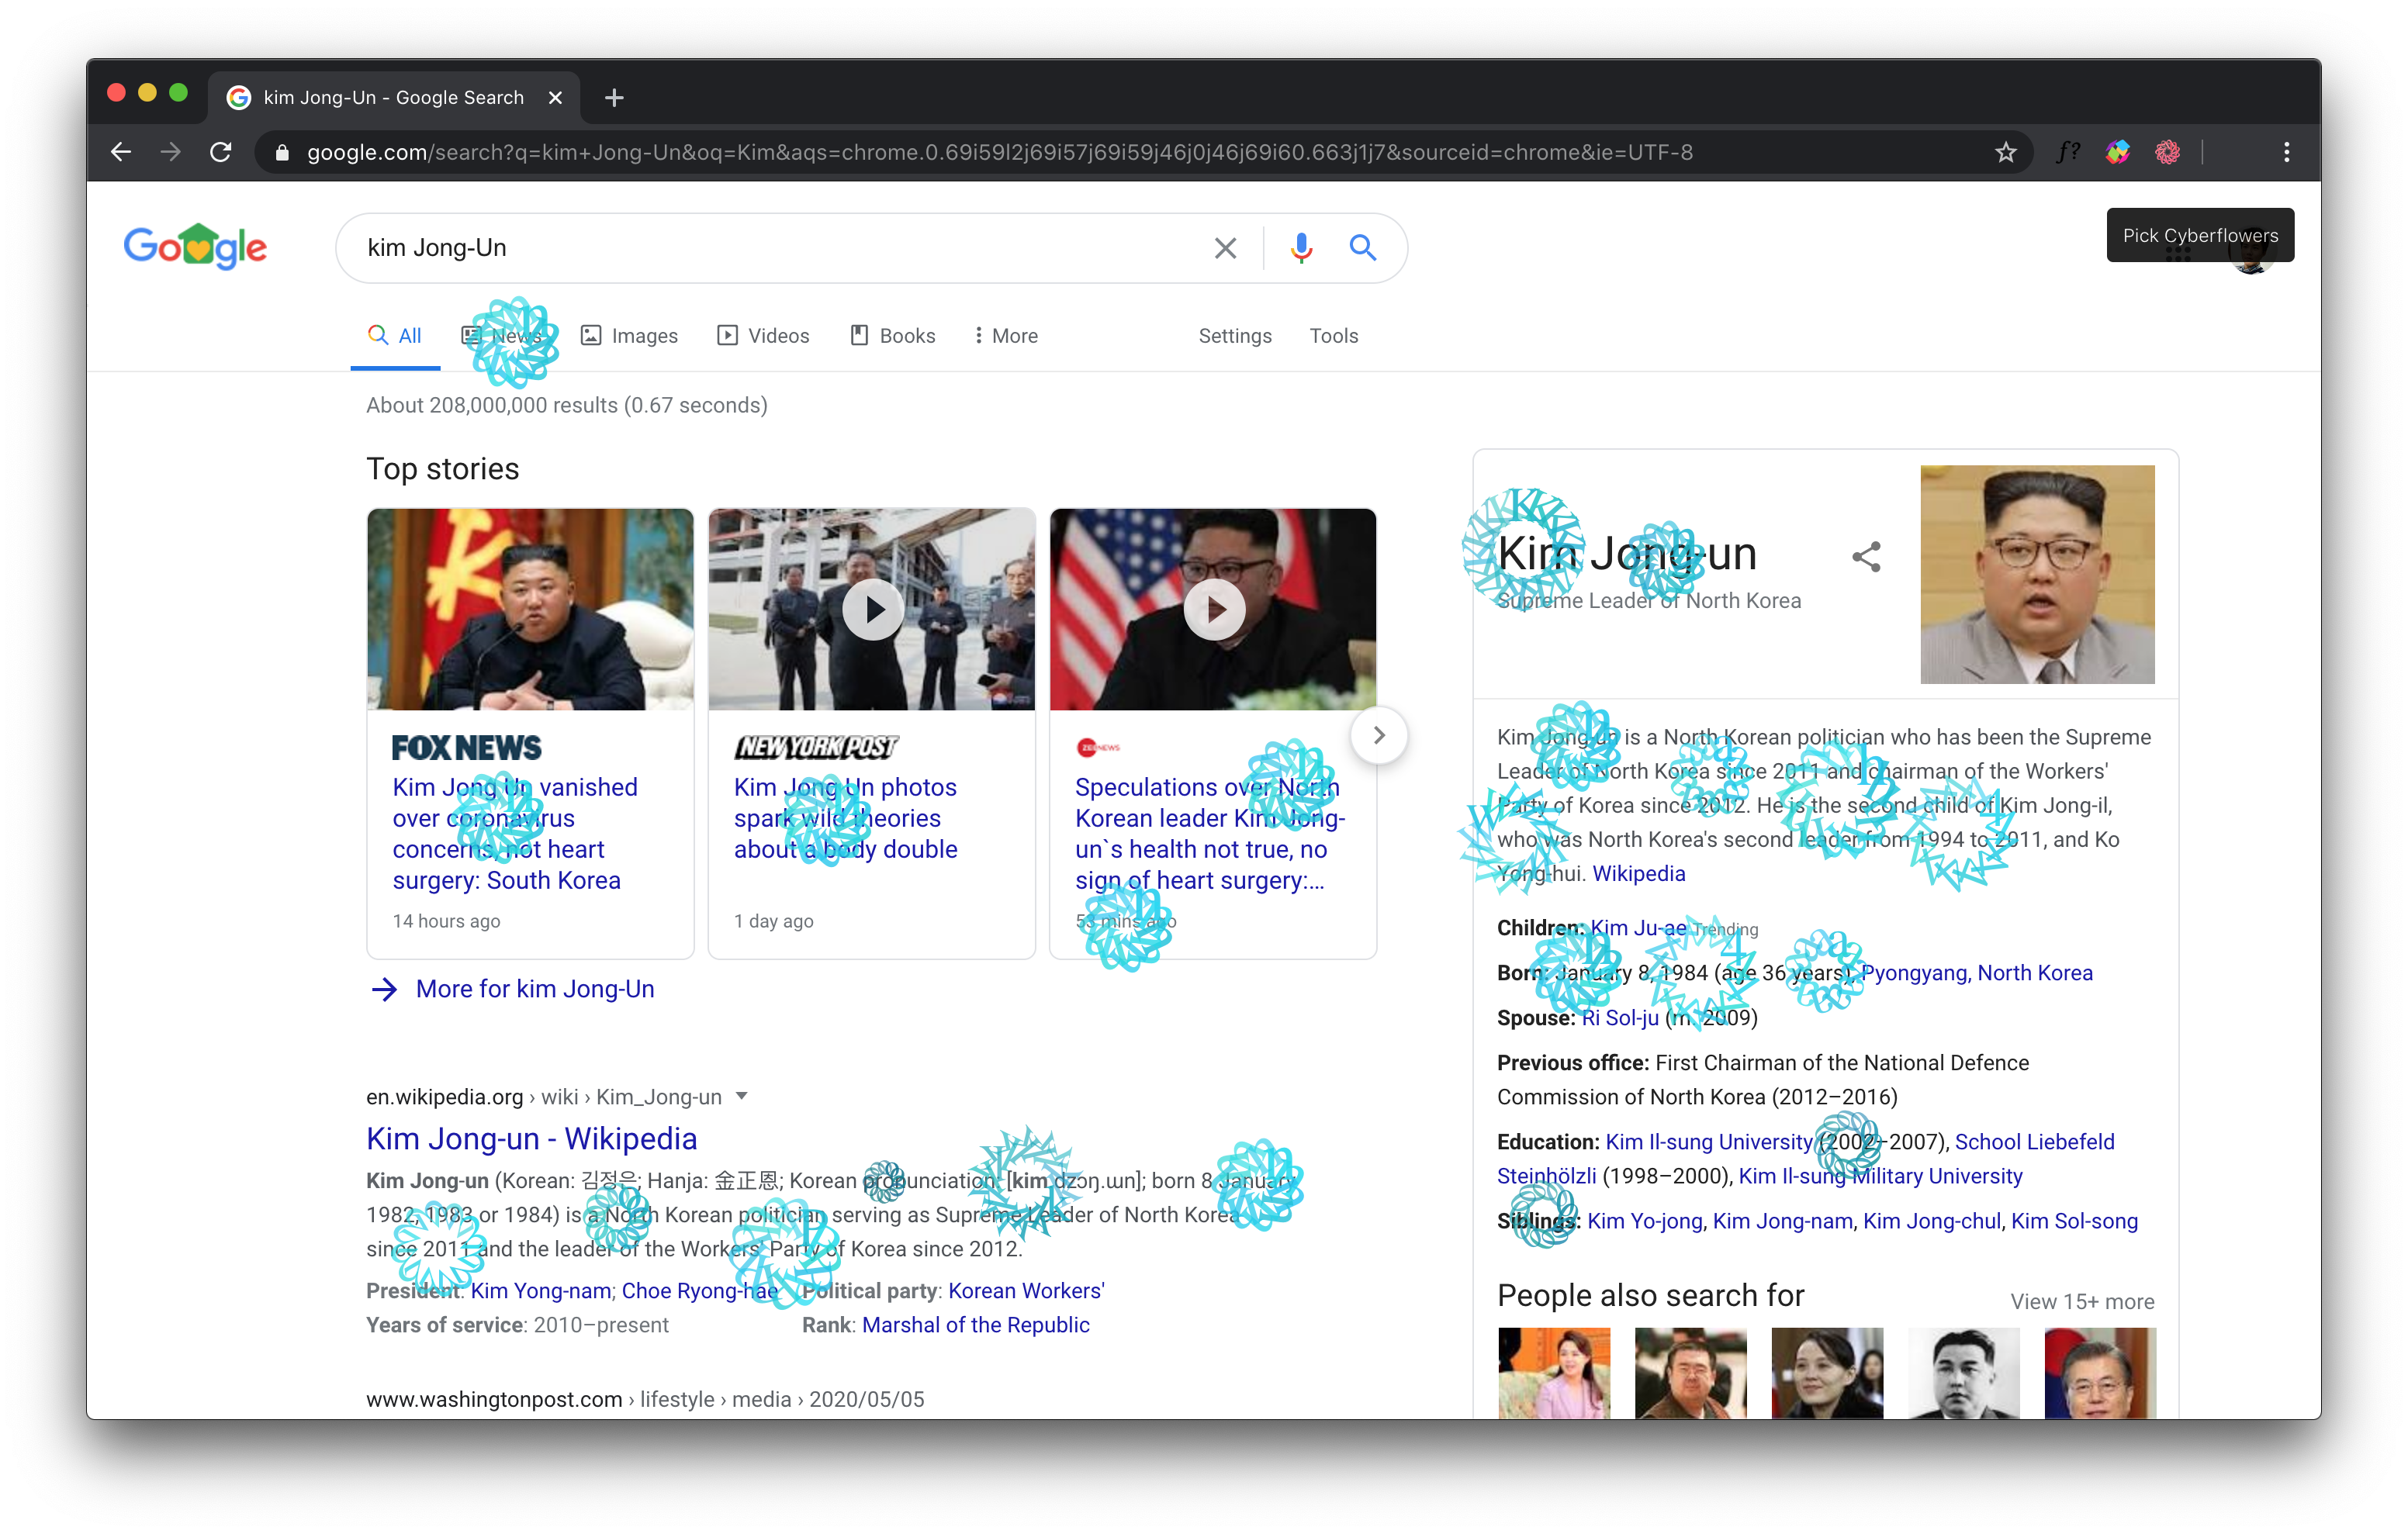 kim Jong-Un - Google Search
google.com/search?q=kim+Jong-Un&oq=Kim&aqs=chrome.0.69i59l2j69i57j69i59j46j0j46j69i60.663j1j7&sourceid=chrome&ie=UTF-8
f?
Google
kim Jong-Un
Pick Cyberflowers
All News Images Videos Books More Settings Tools
About 208,000,000 results (0.67 seconds)
Top stories
FOX NEWS
Kim Jong Un vanished
over coronavirus
concerns, not heart
surgery: South Korea
14 hours ago
NEW YORK POST
Kim Jong Un photos
spark wild theories
about a body double
1 day ago
ZEE NEWS
Speculations over North
Korean leader Kim Jong-
un`s health not true, no
sign of heart surgery:...
53 mins ago
More for kim Jong-Un
en.wikipedia.org › wiki › Kim_Jong-un
Kim Jong-un - Wikipedia
Kim Jong-un (Korean: 김정은; Hanja: 金正恩; Korean pronunciation: [kim.dzɔŋ.ɯn]; born 8 January
1982, 1983 or 1984) is a North Korean politician serving as Supreme Leader of North Korea
since 2011 and the leader of the Workers' Party of Korea since 2012.
President: Kim Yong-nam; Choe Ryong-hae Political party: Korean Workers'
Years of service: 2010–present Rank: Marshal of the Republic
www.washingtonpost.com › lifestyle › media › 2020/05/05
Kim Jong-un
Supreme Leader of North Korea
Kim Jong-un is a North Korean politician who has been the Supreme
Leader of North Korea since 2011 and chairman of the Workers'
Party of Korea since 2012. He is the second child of Kim Jong-il,
who was North Korea's second leader from 1994 to 2011, and Ko
Yong-hui. Wikipedia
Children: Kim Ju-ae Trending
Born: January 8, 1984 (age 36 years), Pyongyang, North Korea
Spouse: Ri Sol-ju (m. 2009)
Previous office: First Chairman of the National Defence
Commission of North Korea (2012–2016)
Education: Kim Il-sung University (2002–2007), School Liebefeld
Steinhölzli (1998–2000), Kim Il-sung Military University
Siblings: Kim Yo-jong, Kim Jong-nam, Kim Jong-chul, Kim Sol-song
People also search for
View 15+ more